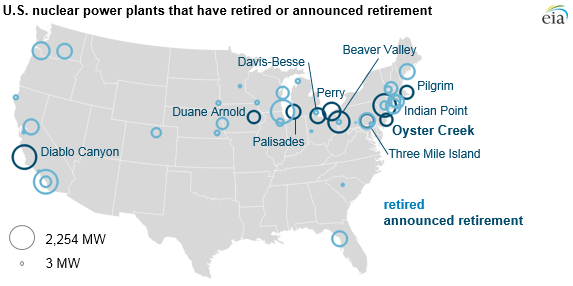 U.S. nuclear power plants that have retired or announced retirement
eia
Beaver Valley
Davis-Besse
Perry
Pilgrim
Duane Arnold
Indian Point
Oyster Creek
Palisades
Diablo Canyon
Three Mile Island
retired
announced retirement
2,254 MW
3 MW